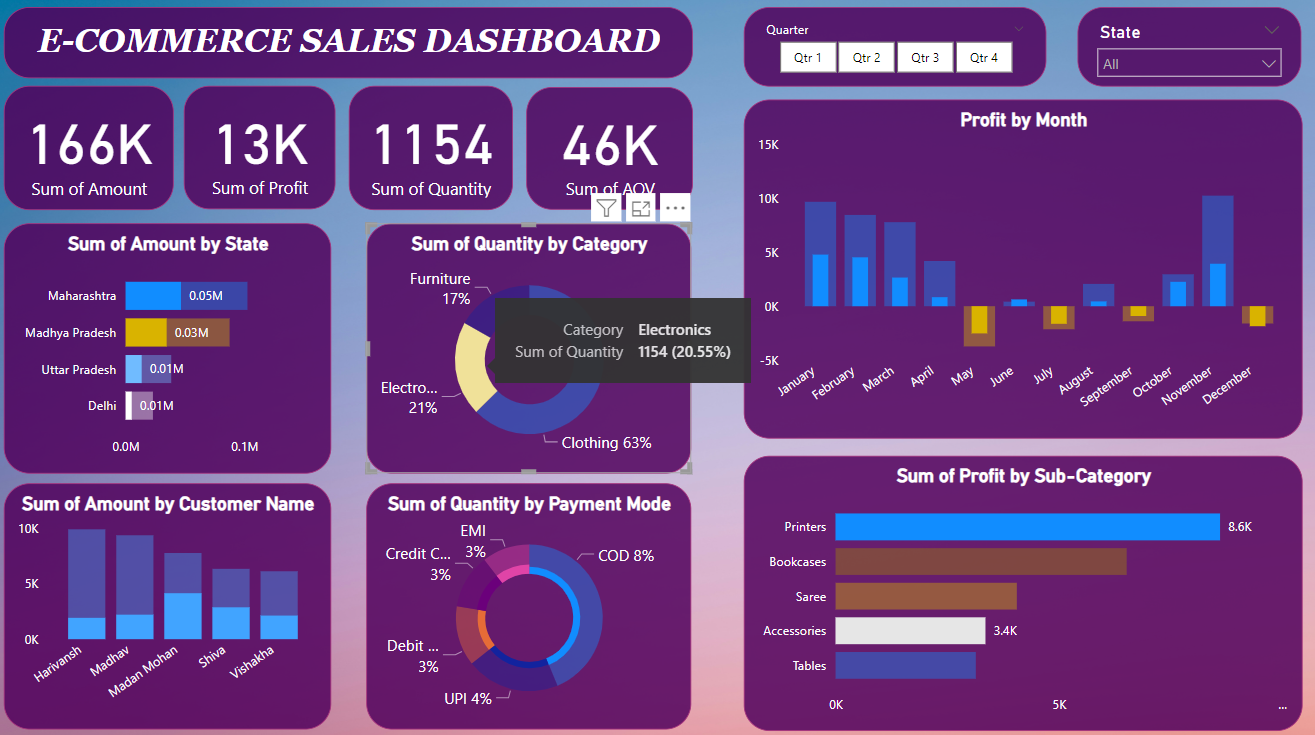 E-COMMERCE SALES DASHBOARD
Quarter
Qtr 1 Qtr 2 Qtr 3 Qtr 4
State
All
166K
Sum of Amount
13K
Sum of Profit
1154
Sum of Quantity
46K
Sum of AOV
Profit by Month
15K
10K
5K
0K
-5K
January February March April May June July August September October November December
Sum of Amount by State
Maharashtra 0.05M
Madhya Pradesh 0.03M
Uttar Pradesh 0.01M
Delhi 0.01M
0.0M 0.1M
Sum of Quantity by Category
Furniture
17%
Electro...
21%
Clothing 63%
Category Electronics
Sum of Quantity 1154 (20.55%)
Sum of Amount by Customer Name
10K
5K
0K
Harivansh Madhav Madan Mohan Shiva Vishakha
Sum of Quantity by Payment Mode
EMI
3%
Credit C...
3%
Debit ...
3%
UPI 4%
COD 8%
Sum of Profit by Sub-Category
Printers 8.6K
Bookcases
Saree
Accessories 3.4K
Tables
0K 5K ...